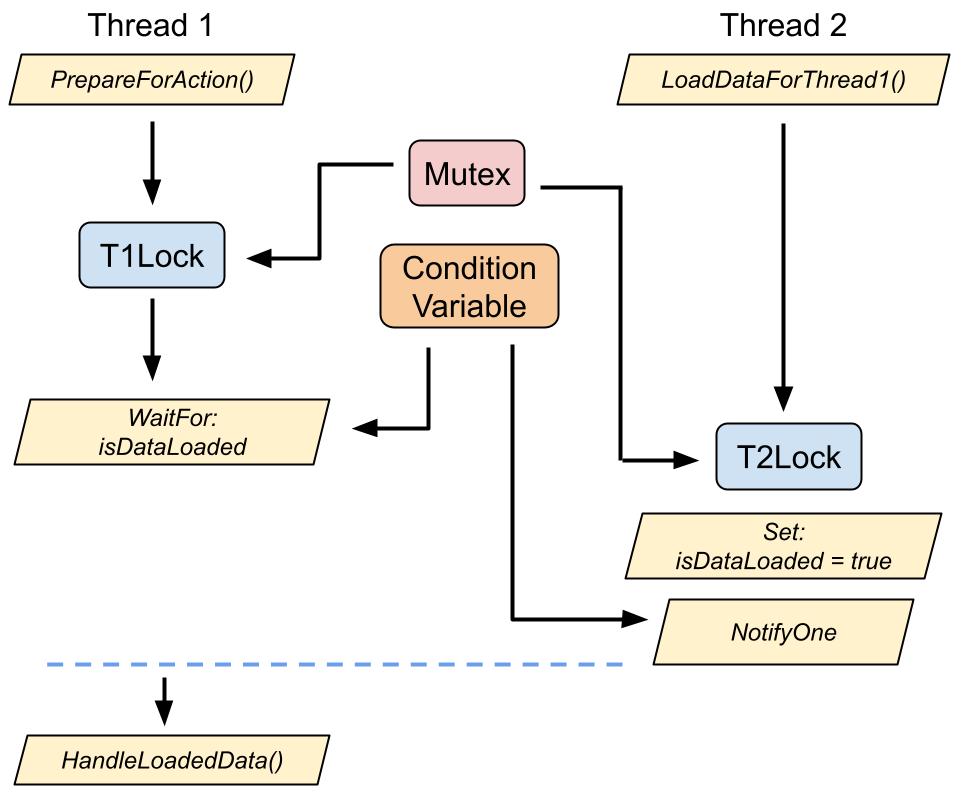 Thread 1
Thread 2
PrepareForAction()
LoadDataForThread1()
Mutex
T1Lock
Condition
Variable
WaitFor:
isDataLoaded
T2Lock
Set:
isDataLoaded = true
NotifyOne
HandleLoadedData()